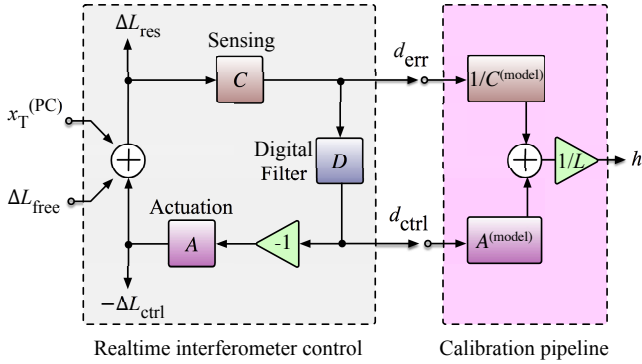 ΔL_res
Sensing
C
d_err
1/C^(model)
x_T^(PC)
Digital
Filter
D
1/L
h
ΔL_free
Actuation
A
-1
d_ctrl
A^(model)
−ΔL_ctrl
Realtime interferometer control
Calibration pipeline